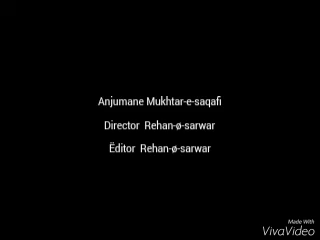 Anjumane Mukhtar-e-saqafi
Director Rehan-ø-sarwar
Ëditor Rehan-ø-sarwar
Made With
VivaVideo